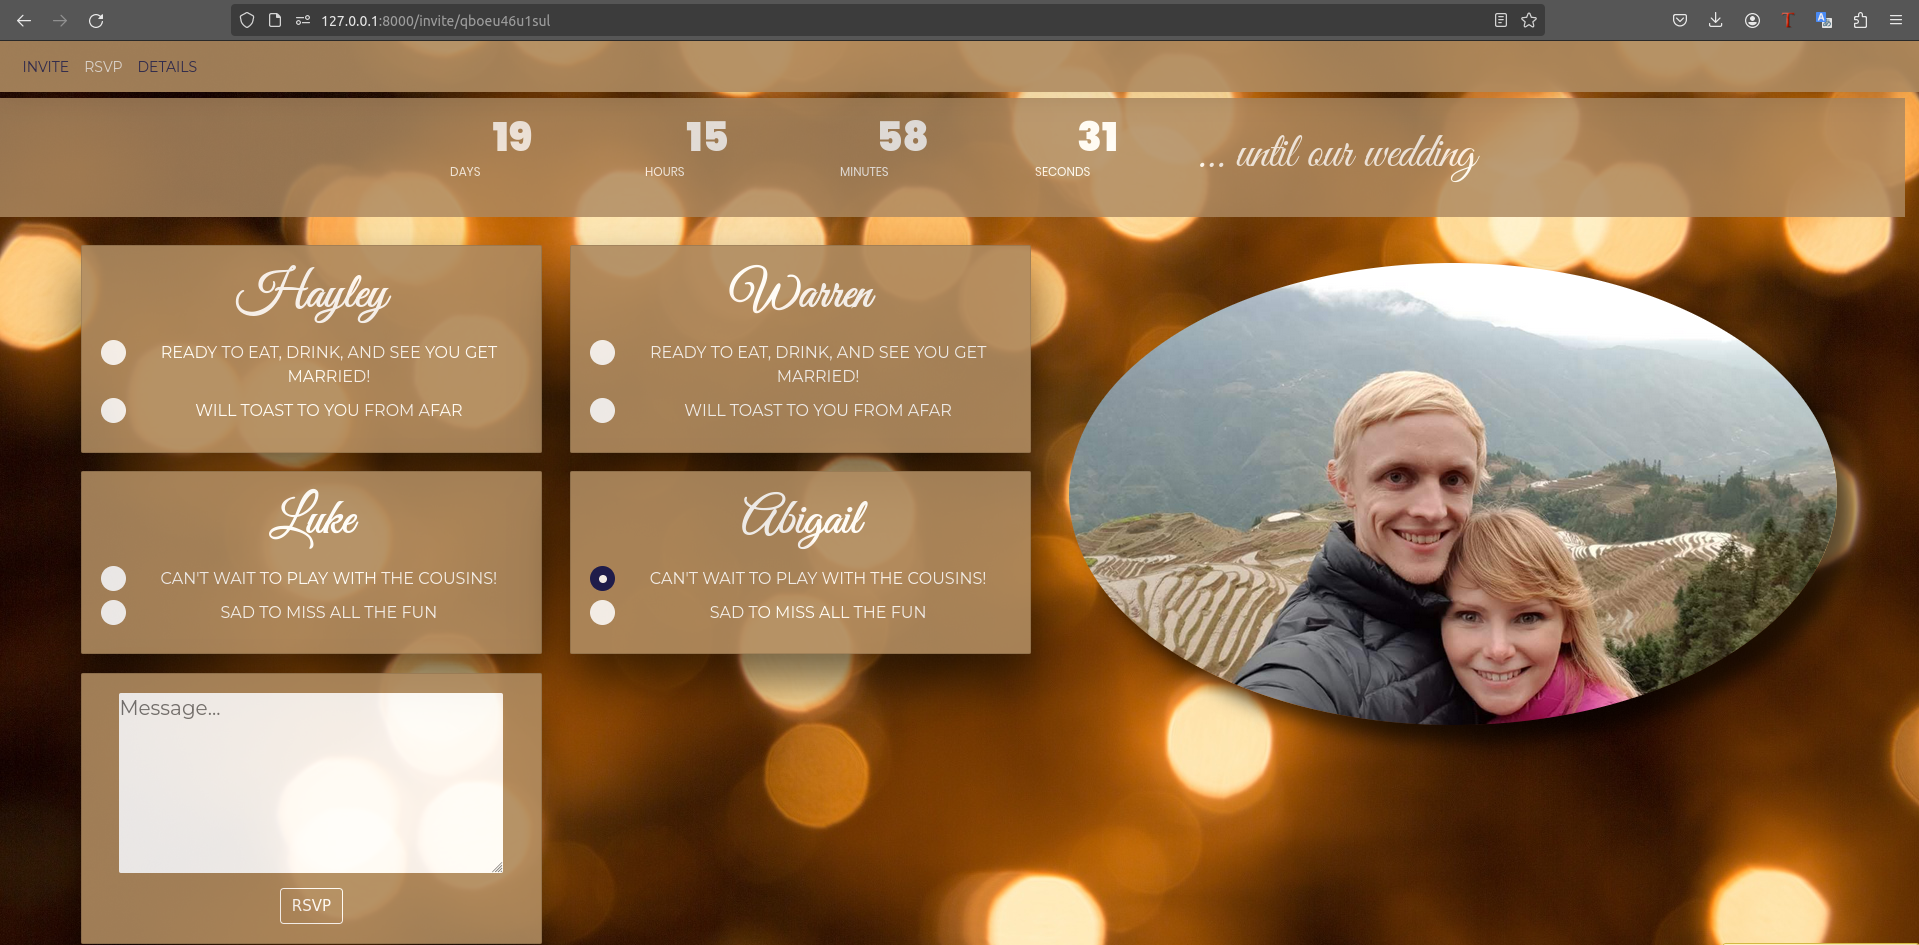 127.0.0.1:8000/invite/qboeu46u1sul
INVITE RSVP DETAILS
19 15 58 31
DAYS HOURS MINUTES SECONDS
... until our wedding
Hayley
READY TO EAT, DRINK, AND SEE YOU GET
MARRIED!
WILL TOAST TO YOU FROM AFAR
Warren
READY TO EAT, DRINK, AND SEE YOU GET
MARRIED!
WILL TOAST TO YOU FROM AFAR
Luke
CAN'T WAIT TO PLAY WITH THE COUSINS!
SAD TO MISS ALL THE FUN
Abigail
CAN'T WAIT TO PLAY WITH THE COUSINS!
SAD TO MISS ALL THE FUN
Message...
RSVP